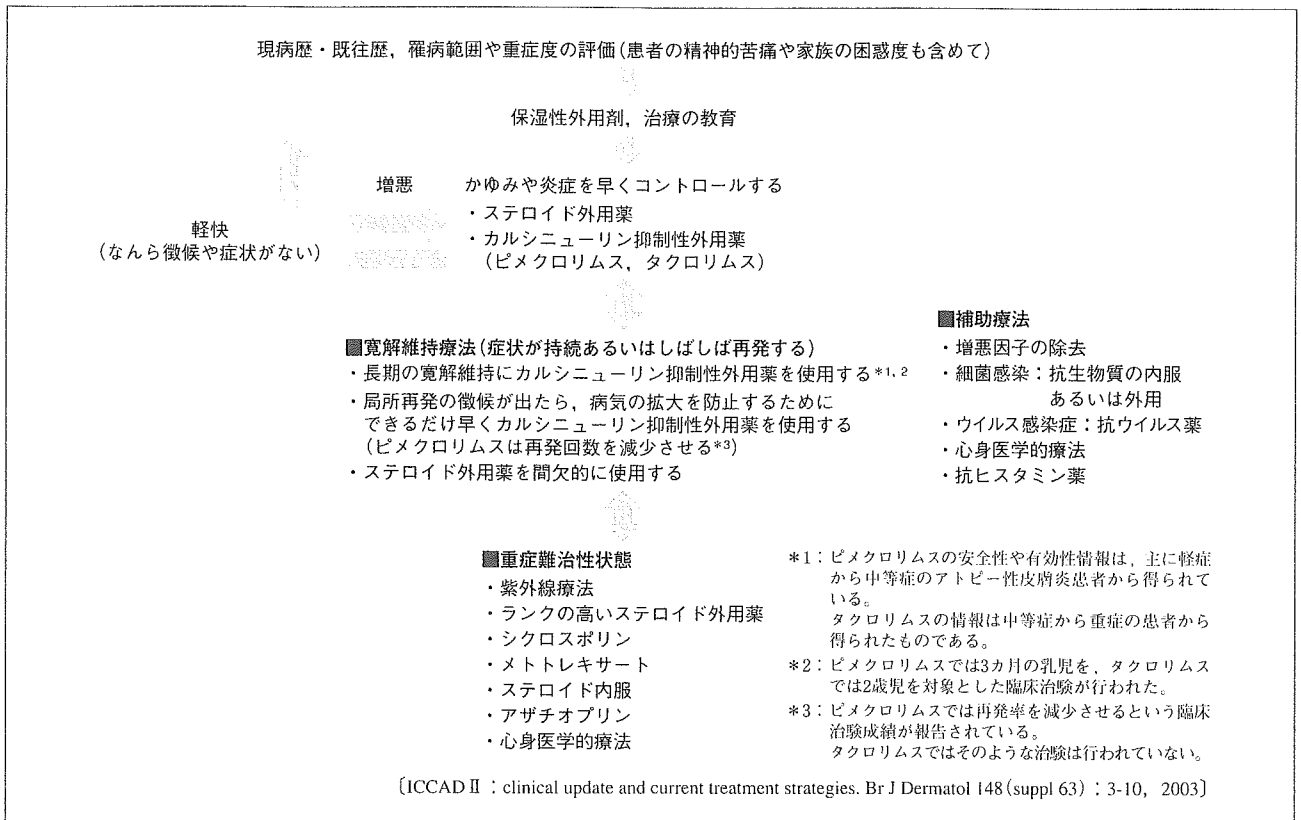 現病歴・既往歴，罹病範囲や重症度の評価（患者の精神的苦痛や家族の困惑度も含めて）
保湿性外用剤，治療の教育
増悪
かゆみや炎症を早くコントロールする
・ステロイド外用薬
・カルシニューリン抑制性外用薬
（ピメクロリムス，タクロリムス）
軽快
（なんら徴候や症状がない）
■寛解維持療法（症状が持続あるいはしばしば再発する）
・長期の寛解維持にカルシニューリン抑制性外用薬を使用する*1, 2
・局所再発の徴候が出たら，病気の拡大を防止するために
できるだけ早くカルシニューリン抑制性外用薬を使用する
（ピメクロリムスは再発回数を減少させる*3）
・ステロイド外用薬を間欠的に使用する
■補助療法
・増悪因子の除去
・細菌感染：抗生物質の内服
あるいは外用
・ウイルス感染症：抗ウイルス薬
・心身医学的療法
・抗ヒスタミン薬
■重症難治性状態
・紫外線療法
・ランクの高いステロイド外用薬
・シクロスポリン
・メトトレキサート
・ステロイド内服
・アザチオプリン
・心身医学的療法
＊1：ピメクロリムスの安全性や有効性情報は，主に軽症
から中等症のアトピー性皮膚炎患者から得られて
いる。
タクロリムスの情報は中等症から重症の患者から
得られたものである。
＊2：ピメクロリムスでは3カ月の乳児を，タクロリムス
では2歳児を対象とした臨床治験が行われた。
＊3：ピメクロリムスでは再発率を減少させるという臨床
治験成績が報告されている。
タクロリムスではそのような治験は行われていない。
〔ICCAD Ⅱ：clinical update and current treatment strategies. Br J Dermatol 148 (suppl 63)：3-10, 2003〕